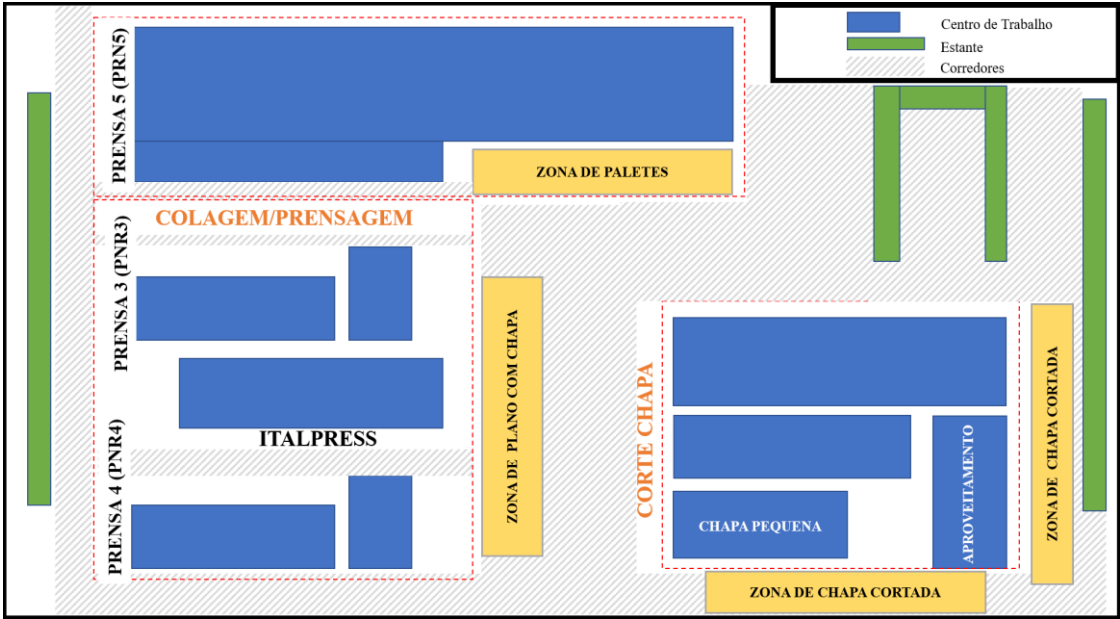 Centro de Trabalho
Estante
Corredores
PRENSA 5 (PRN5)
ZONA DE PALETES
COLAGEM/PRENSAGEM
PRENSA 3 (PNR3)
ITALPRESS
PRENSA 4 (PNR4)
ZONA DE PLANO COM CHAPA
CORTE CHAPA
CHAPA PEQUENA
APROVEITAMENTO
ZONA DE CHAPA CORTADA
ZONA DE CHAPA CORTADA